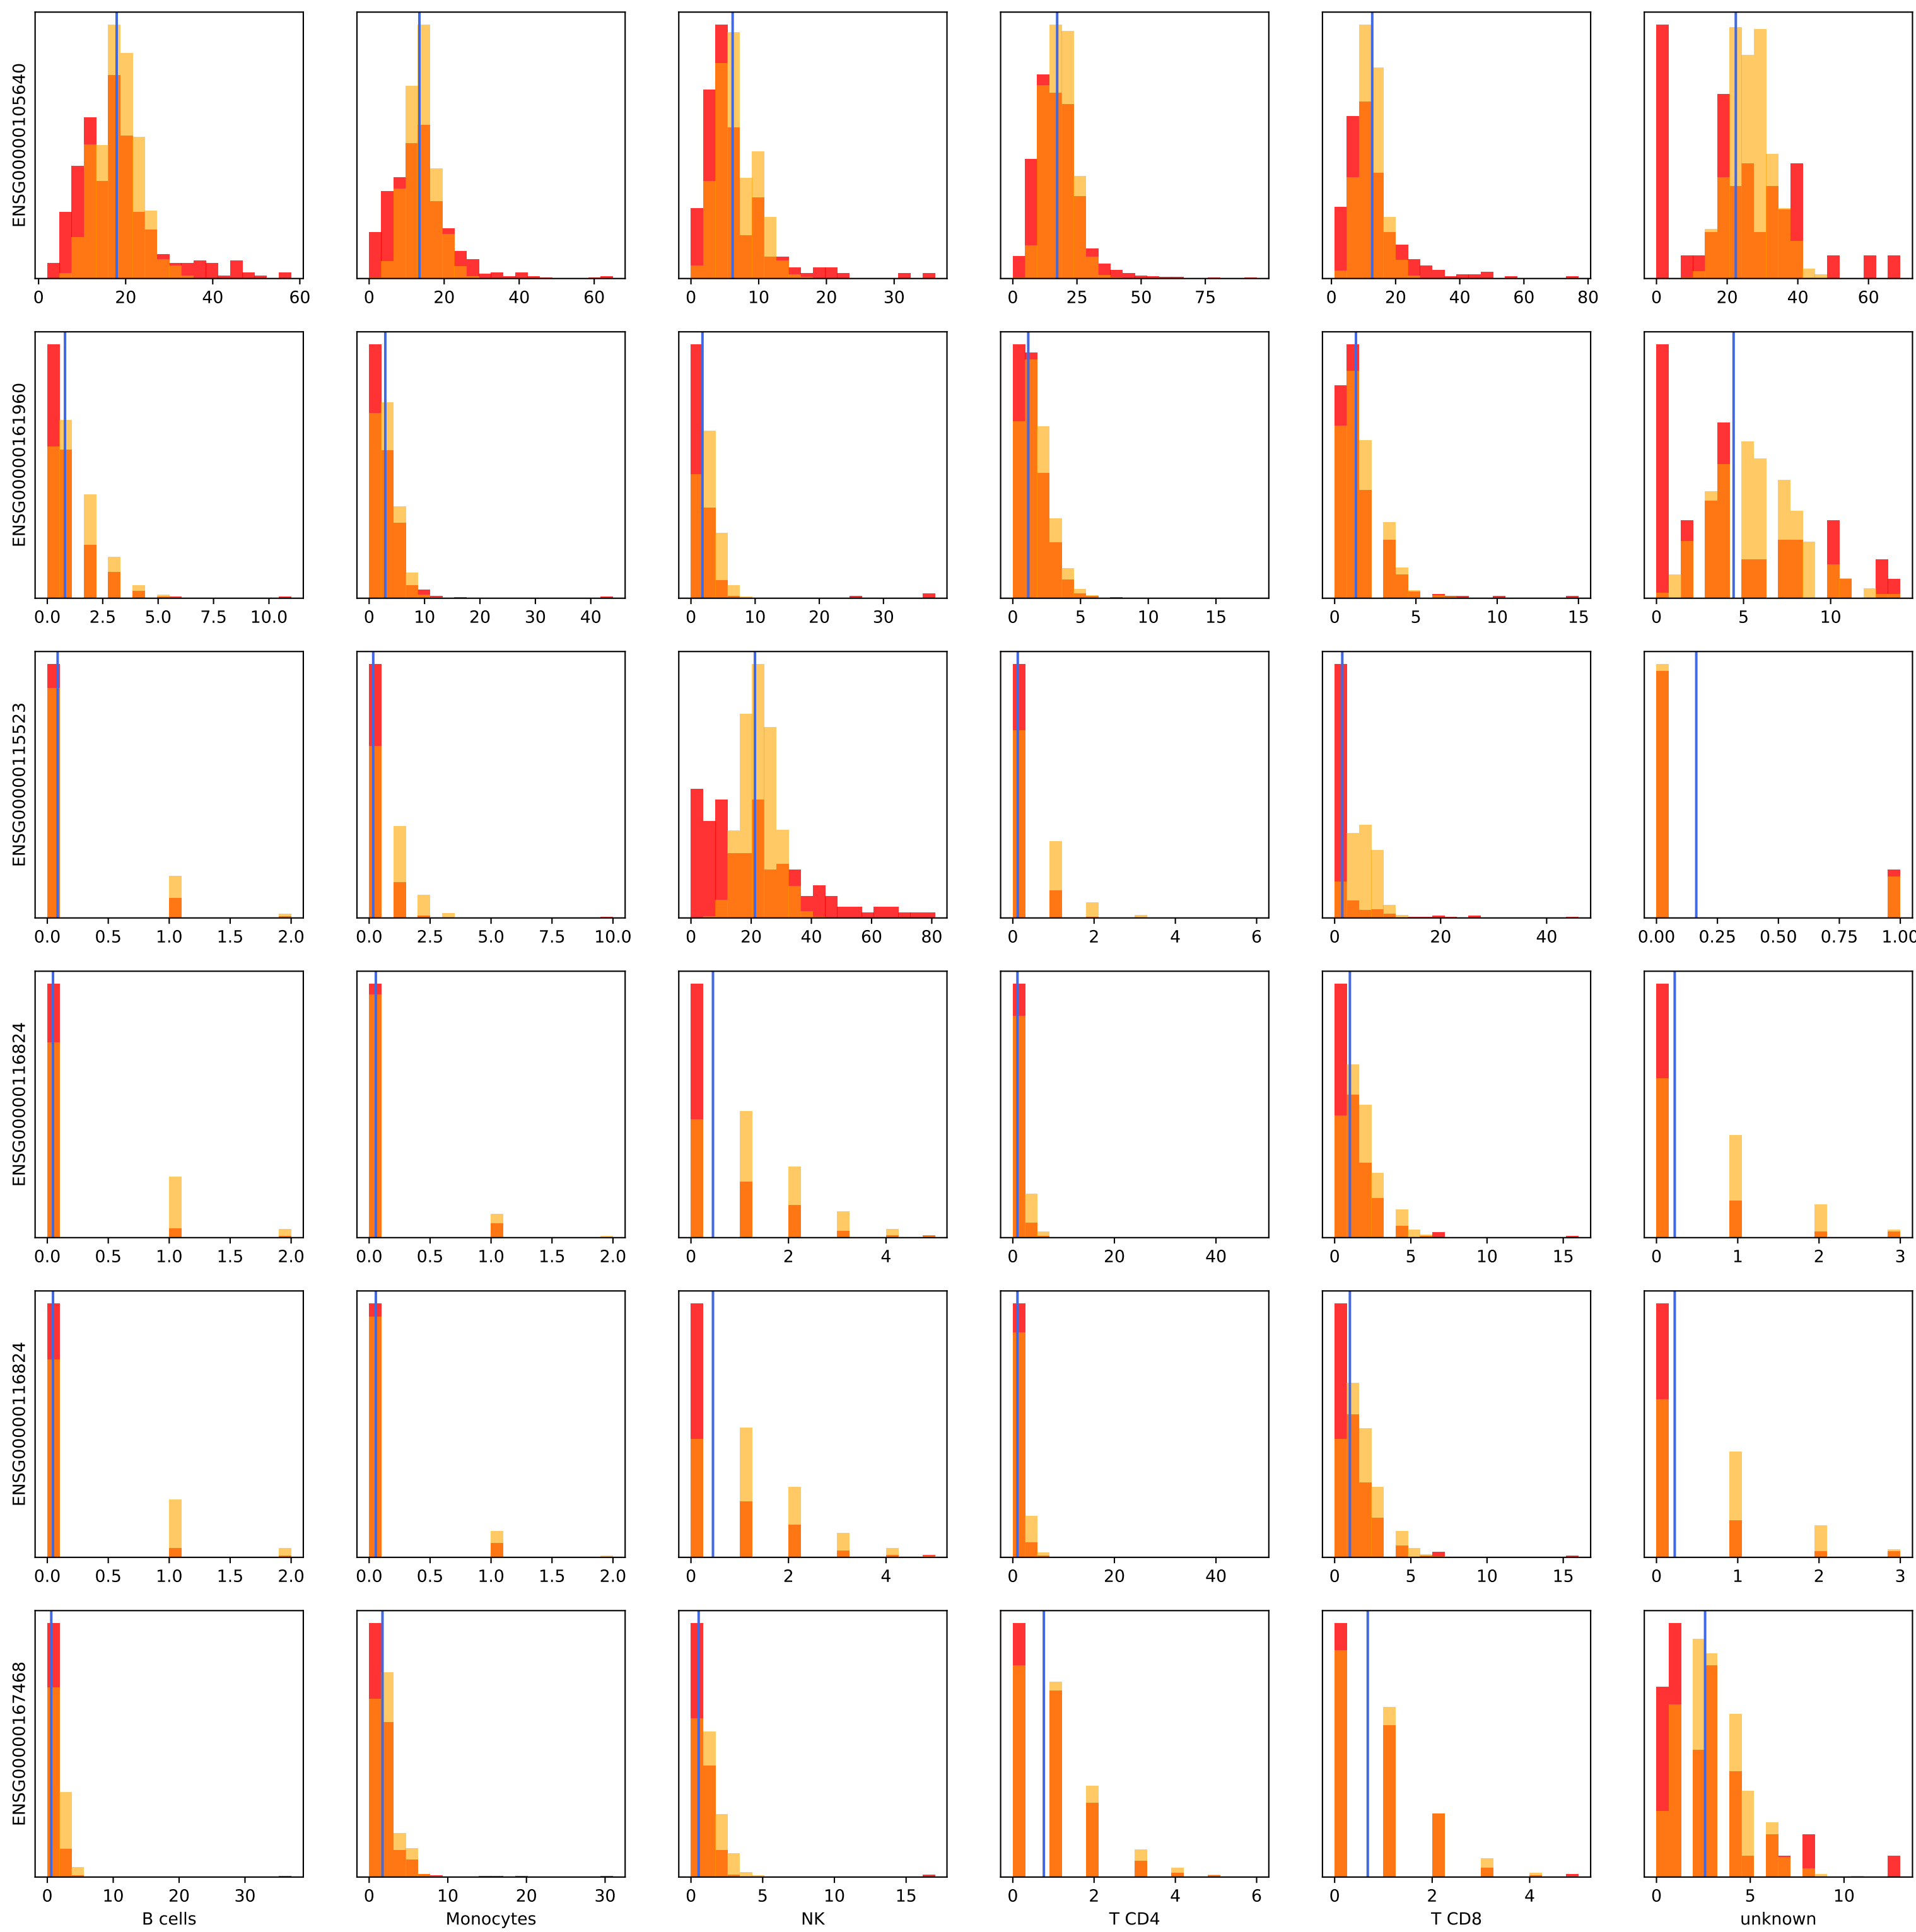 ENSG00000105640
0 20 40 60
0 20 40 60
0 10 20 30
0 25 50 75
0 20 40 60 80
0 20 40 60
ENSG00000161960
0.0 2.5 5.0 7.5 10.0
0 10 20 30 40
0 10 20 30
0 5 10 15
0 5 10 15
0 5 10
ENSG00000115523
0.0 0.5 1.0 1.5 2.0
0.0 2.5 5.0 7.5 10.0
0 20 40 60 80
0 2 4 6
0 20 40
0.00 0.25 0.50 0.75 1.00
ENSG00000116824
0.0 0.5 1.0 1.5 2.0
0.0 0.5 1.0 1.5 2.0
0 2 4
0 20 40
0 5 10 15
0 1 2 3
ENSG00000116824
0.0 0.5 1.0 1.5 2.0
0.0 0.5 1.0 1.5 2.0
0 2 4
0 20 40
0 5 10 15
0 1 2 3
ENSG00000167468
0 10 20 30
0 10 20 30
0 5 10 15
0 2 4 6
0 2 4
0 5 10
B cells
Monocytes
NK
T CD4
T CD8
unknown